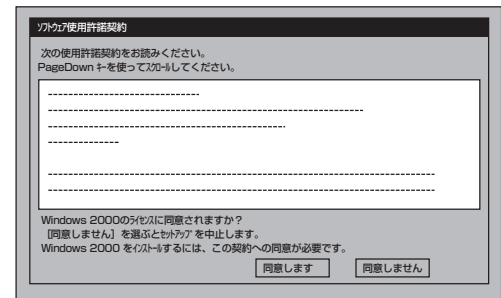 ｿﾌﾄｳｪｱ使用許諾契約
次の使用許諾契約をお読みください。
PageDown ｷｰを使ってｽｸﾛｰﾙしてください。
Windows 2000のﾗｲｾﾝｽに同意されますか？
［同意しません］を選ぶとｾｯﾄｱｯﾌﾟを中止します。
Windows 2000 をｲﾝｽﾄｰﾙするには、この契約への同意が必要です。
同意します 同意しません